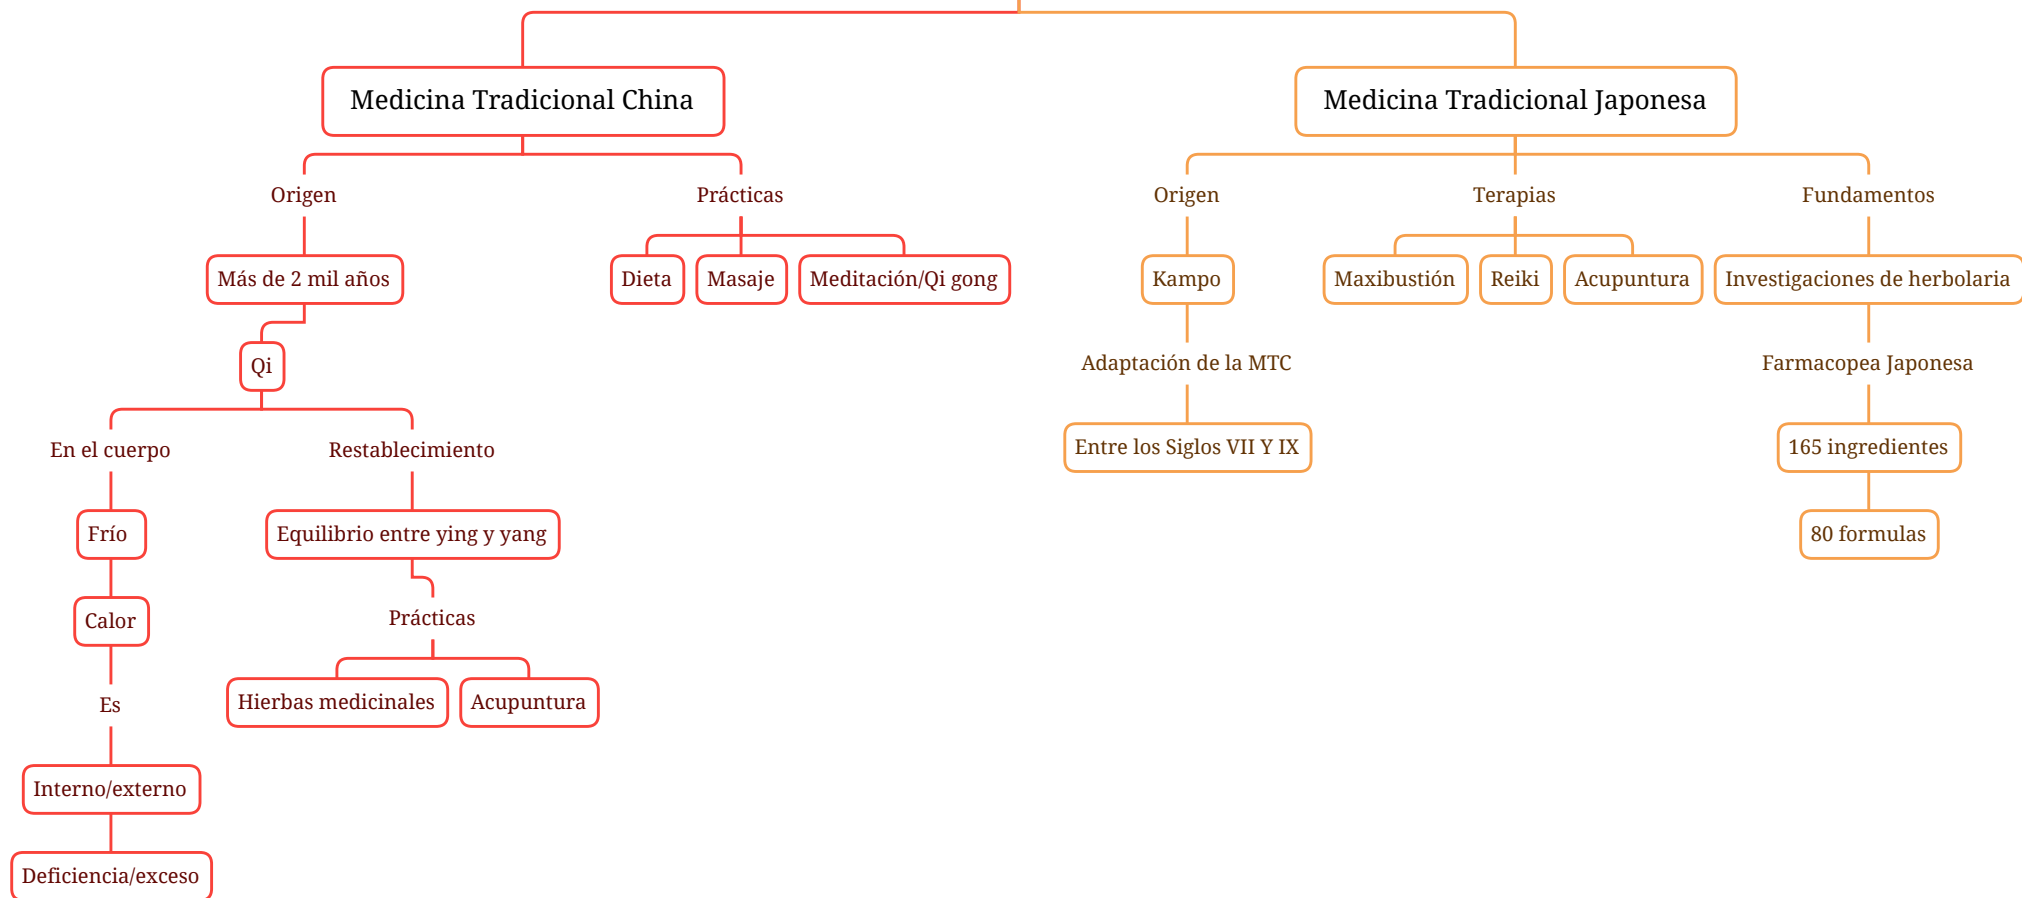 Medicina Tradicional China
Medicina Tradicional Japonesa
Origen
Prácticas
Origen
Terapias
Fundamentos
Más de 2 mil años
Dieta
Masaje
Meditación/Qi gong
Kampo
Maxibustión
Reiki
Acupuntura
Investigaciones de herbolaria
Qi
Adaptación de la MTC
Farmacopea Japonesa
En el cuerpo
Restablecimiento
Entre los Siglos VII Y IX
165 ingredientes
Frío
Equilibrio entre ying y yang
80 formulas
Calor
Prácticas
Es
Hierbas medicinales
Acupuntura
Interno/externo
Deficiencia/exceso